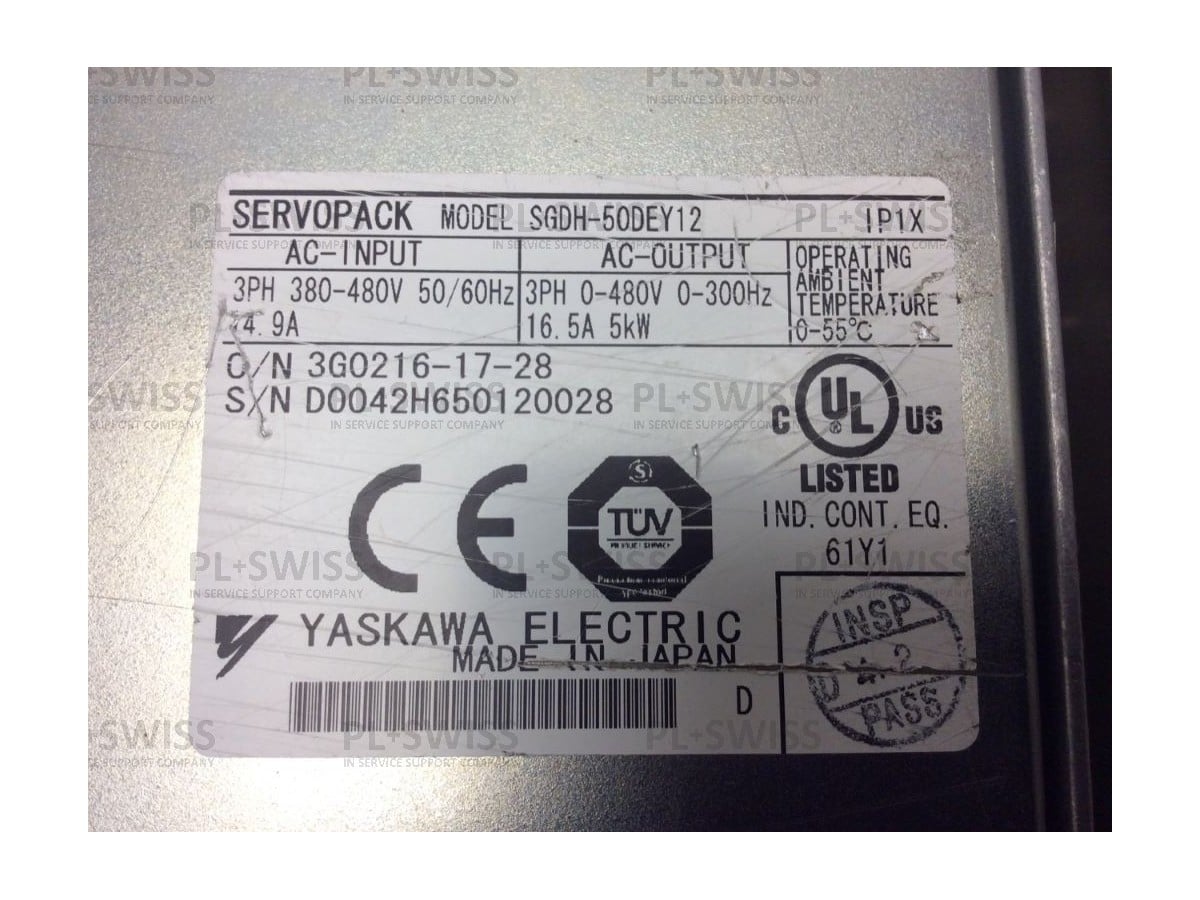 SERVOPACK MODEL SGDH-50DEY12 IP1X
AC-INPUT
3PH 380-480V 50/60Hz
14.9A
AC-OUTPUT
3PH 0-480V 0-300Hz
16.5A 5kW
OPERATING
AMBIENT
TEMPERATURE
0-55℃
O/N 3G0216-17-28
S/N D0042H650120028
C UL ® US
LISTED
IND. CONT. EQ.
61Y1
CE
S
TÜV
YASKAWA ELECTRIC
MADE IN JAPAN
D
INSP
PASS
PL+SWISS
IN SERVICE SUPPORT COMPANY